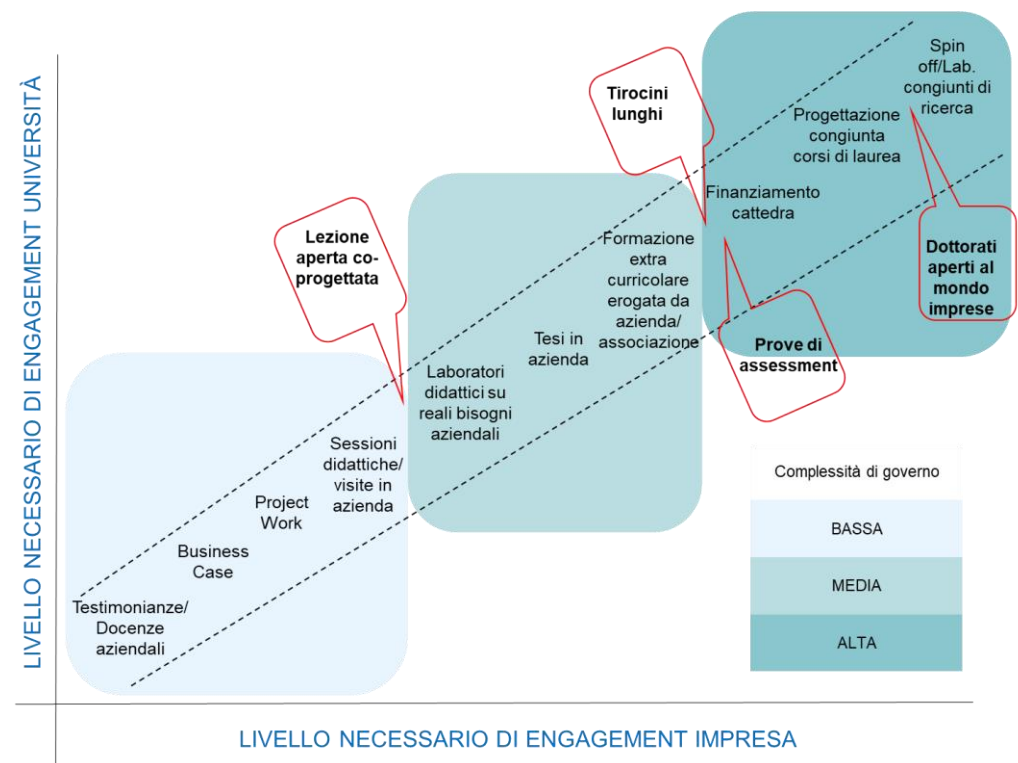 LIVELLO NECESSARIO DI ENGAGEMENT UNIVERSITÀ
Spin
off/Lab.
congiunti di
ricerca
Progettazione
congiunta
corsi di laurea
Tirocini
lunghi
Finanziamento
cattedra
Dottorati
aperti al
mondo
imprese
Prove di
assessment
Lezione
aperta co-
progettata
Formazione
extra
curricolare
erogata da
azienda/
associazione
Tesi in
azienda
Laboratori
didattici su
reali bisogni
aziendali
Sessioni
didattiche/
visite in
azienda
Project
Work
Business
Case
Testimonianze/
Docenze
aziendali
Complessità di governo
BASSA
MEDIA
ALTA
LIVELLO NECESSARIO DI ENGAGEMENT IMPRESA